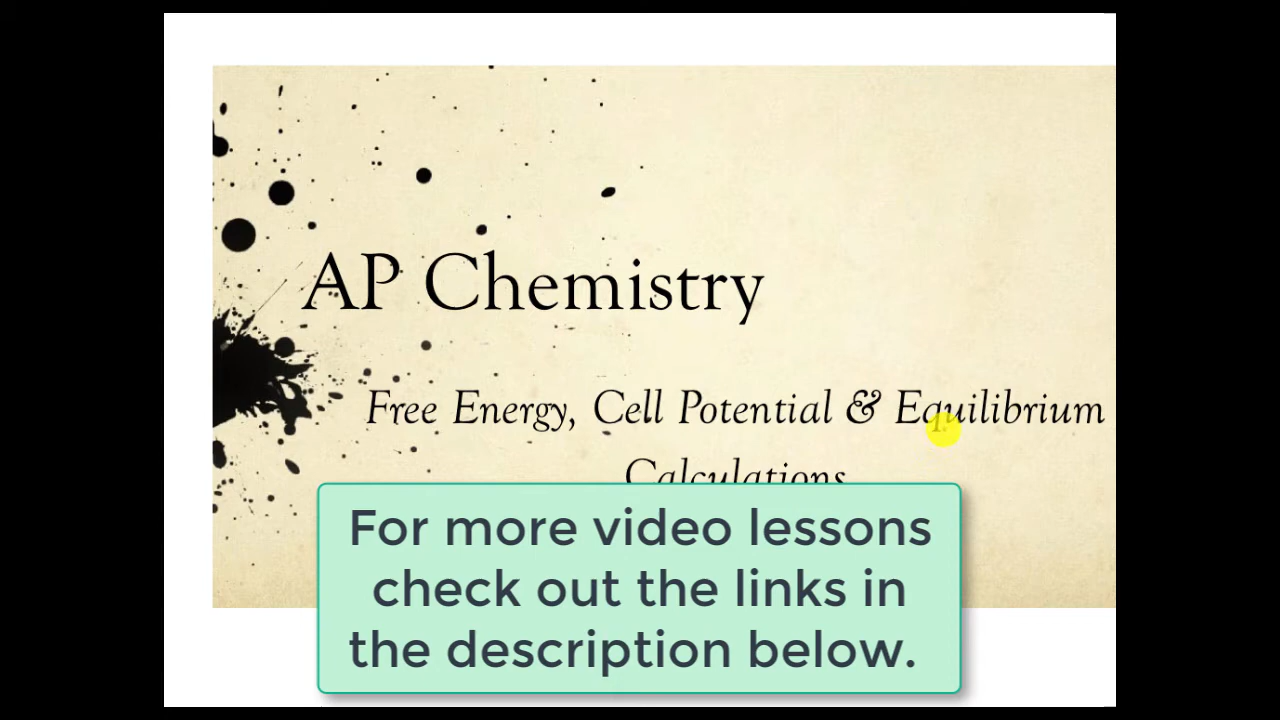 AP Chemistry
Free Energy, Cell Potential & Equilibrium
Calculations
For more video lessons
check out the links in
the description below.